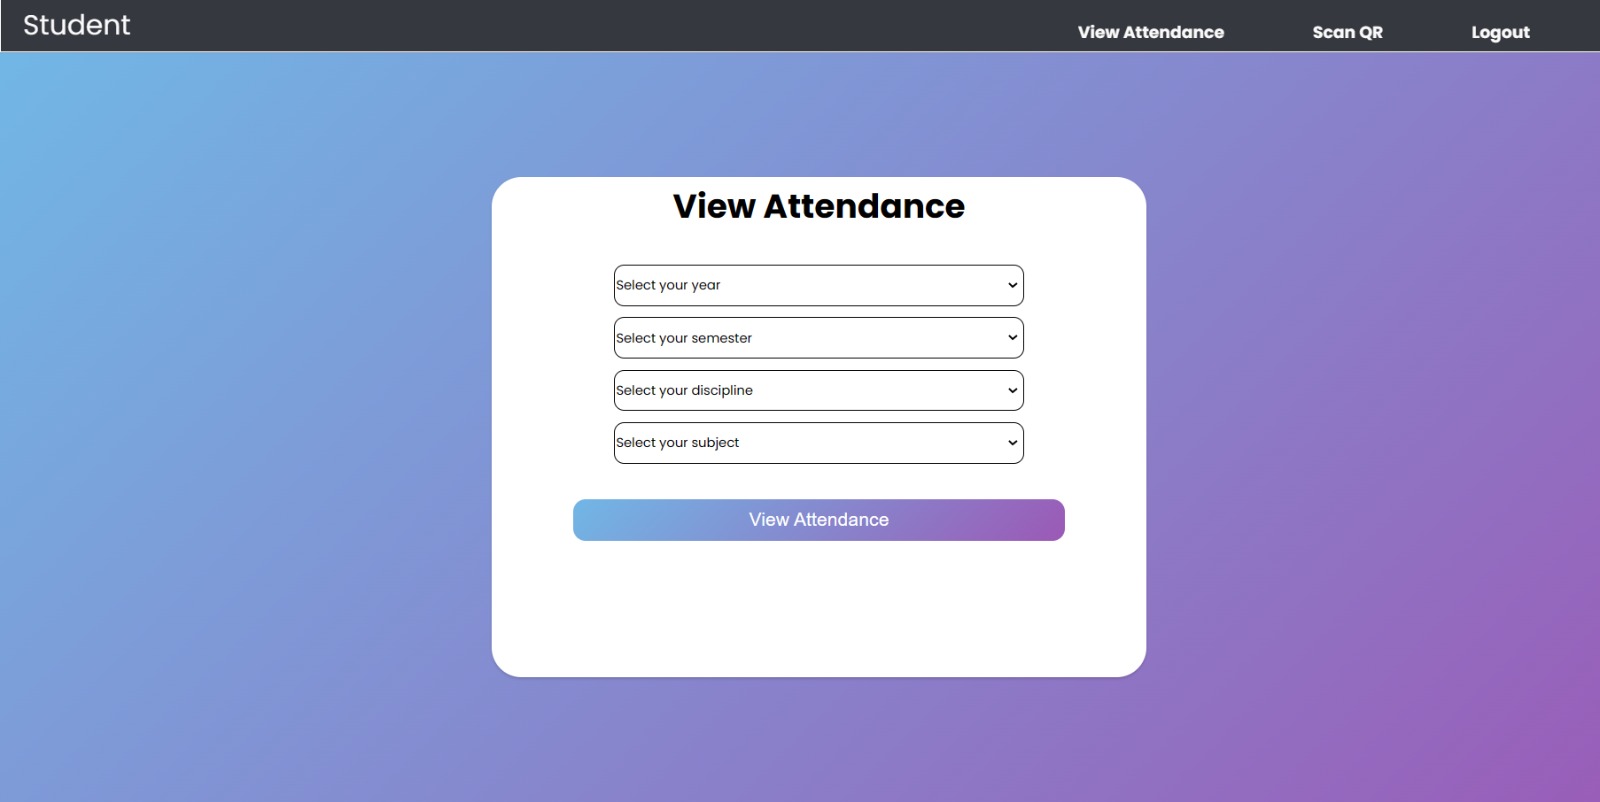 Student
View Attendance
Scan QR
Logout
View Attendance
Select your year
Select your semester
Select your discipline
Select your subject
View Attendance